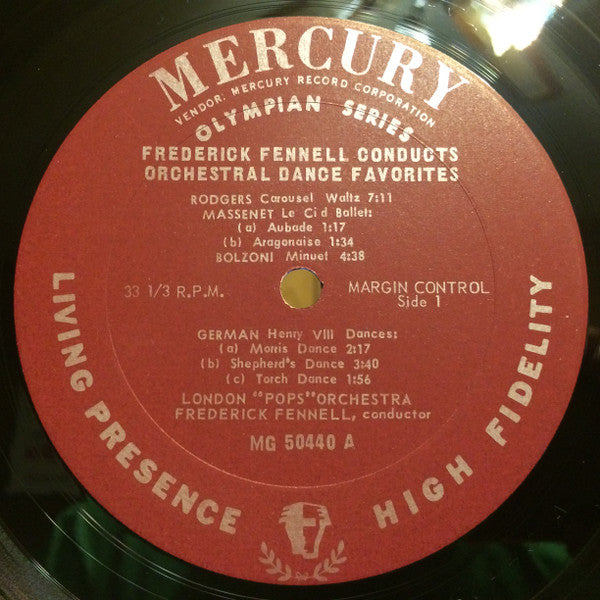 MERCURY
VENDOR: MERCURY RECORD CORPORATION
OLYMPIAN SERIES
FREDERICK FENNELL CONDUCTS
ORCHESTRAL DANCE FAVORITES
RODGERS Carousel Waltz 7:11
MASSENET Le Cid Ballet:
(a) Aubade 1:17
(b) Aragonaise 1:34
BOLZONI Minuet 4:38
33 1/3 R.P.M.
MARGIN CONTROL
Side 1
GERMAN Henry VIII Dances:
(a) Morris Dance 2:17
(b) Shepherd's Dance 3:40
(c) Torch Dance 1:56
LONDON "POPS" ORCHESTRA
FREDERICK FENNELL, conductor
MG 50440 A
LIVING PRESENCE
HIGH FIDELITY